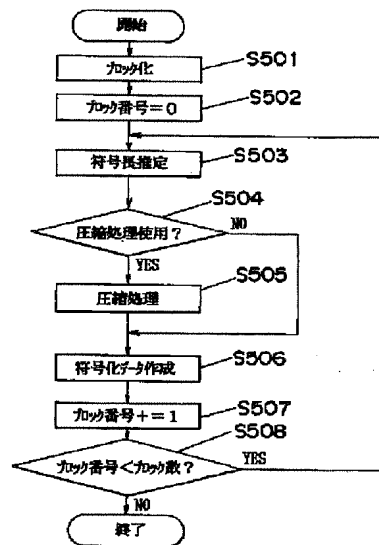 開始
ブロック化
S501
ブロック番号=0
S502
符号長推定
S503
圧縮処理使用?
S504
NO
YES
圧縮処理
S505
符号化データ作成
S506
ブロック番号+=1
S507
ブロック番号<ブロック数?
S508
YES
NO
終了